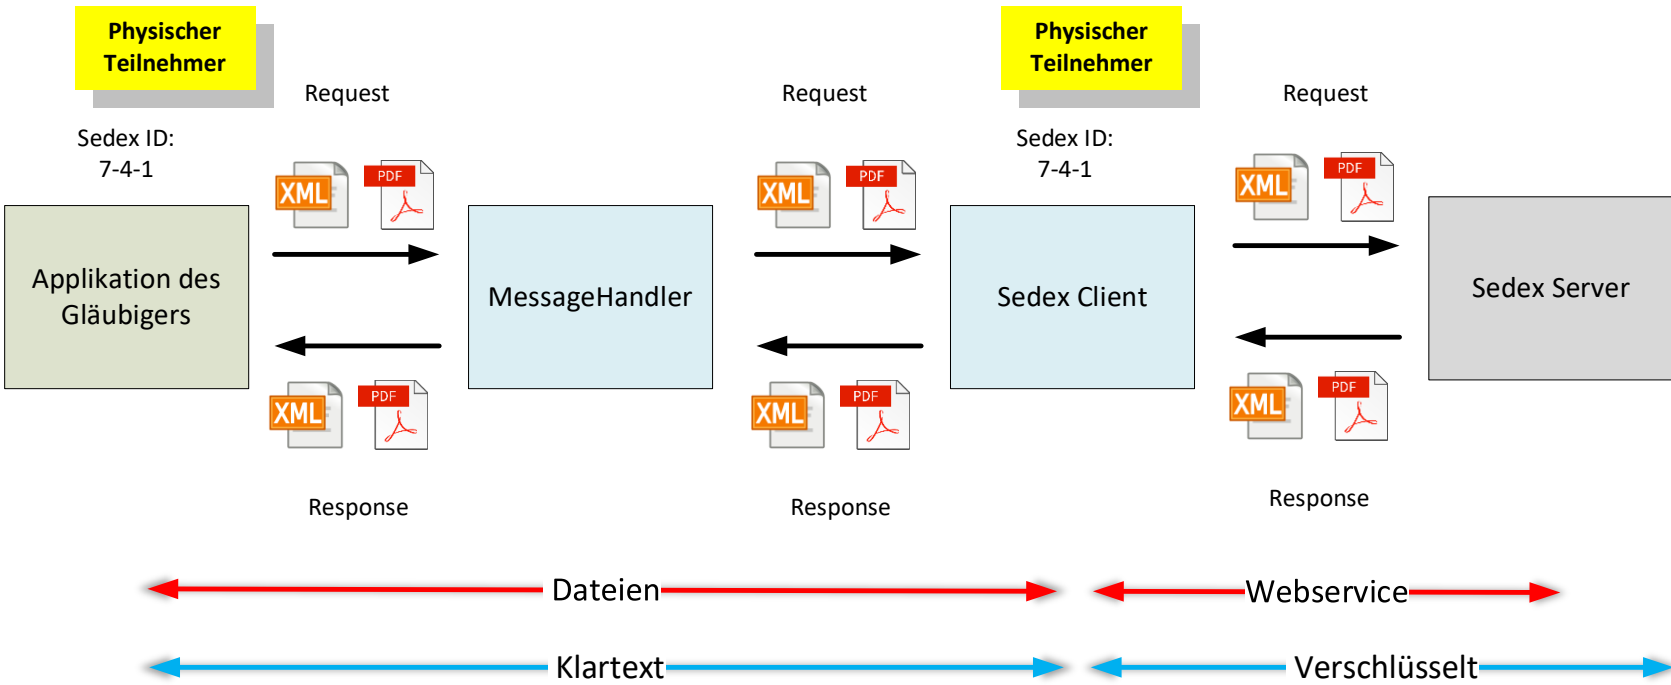 Physischer
Teilnehmer
Physischer
Teilnehmer
Request
Request
Request
Sedex ID:
7-4-1
Sedex ID:
7-4-1
XML
PDF
XML
PDF
XML
PDF
Applikation des
Gläubigers
MessageHandler
Sedex Client
Sedex Server
XML
PDF
XML
PDF
XML
PDF
Response
Response
Response
Dateien
Webservice
Klartext
Verschlüsselt